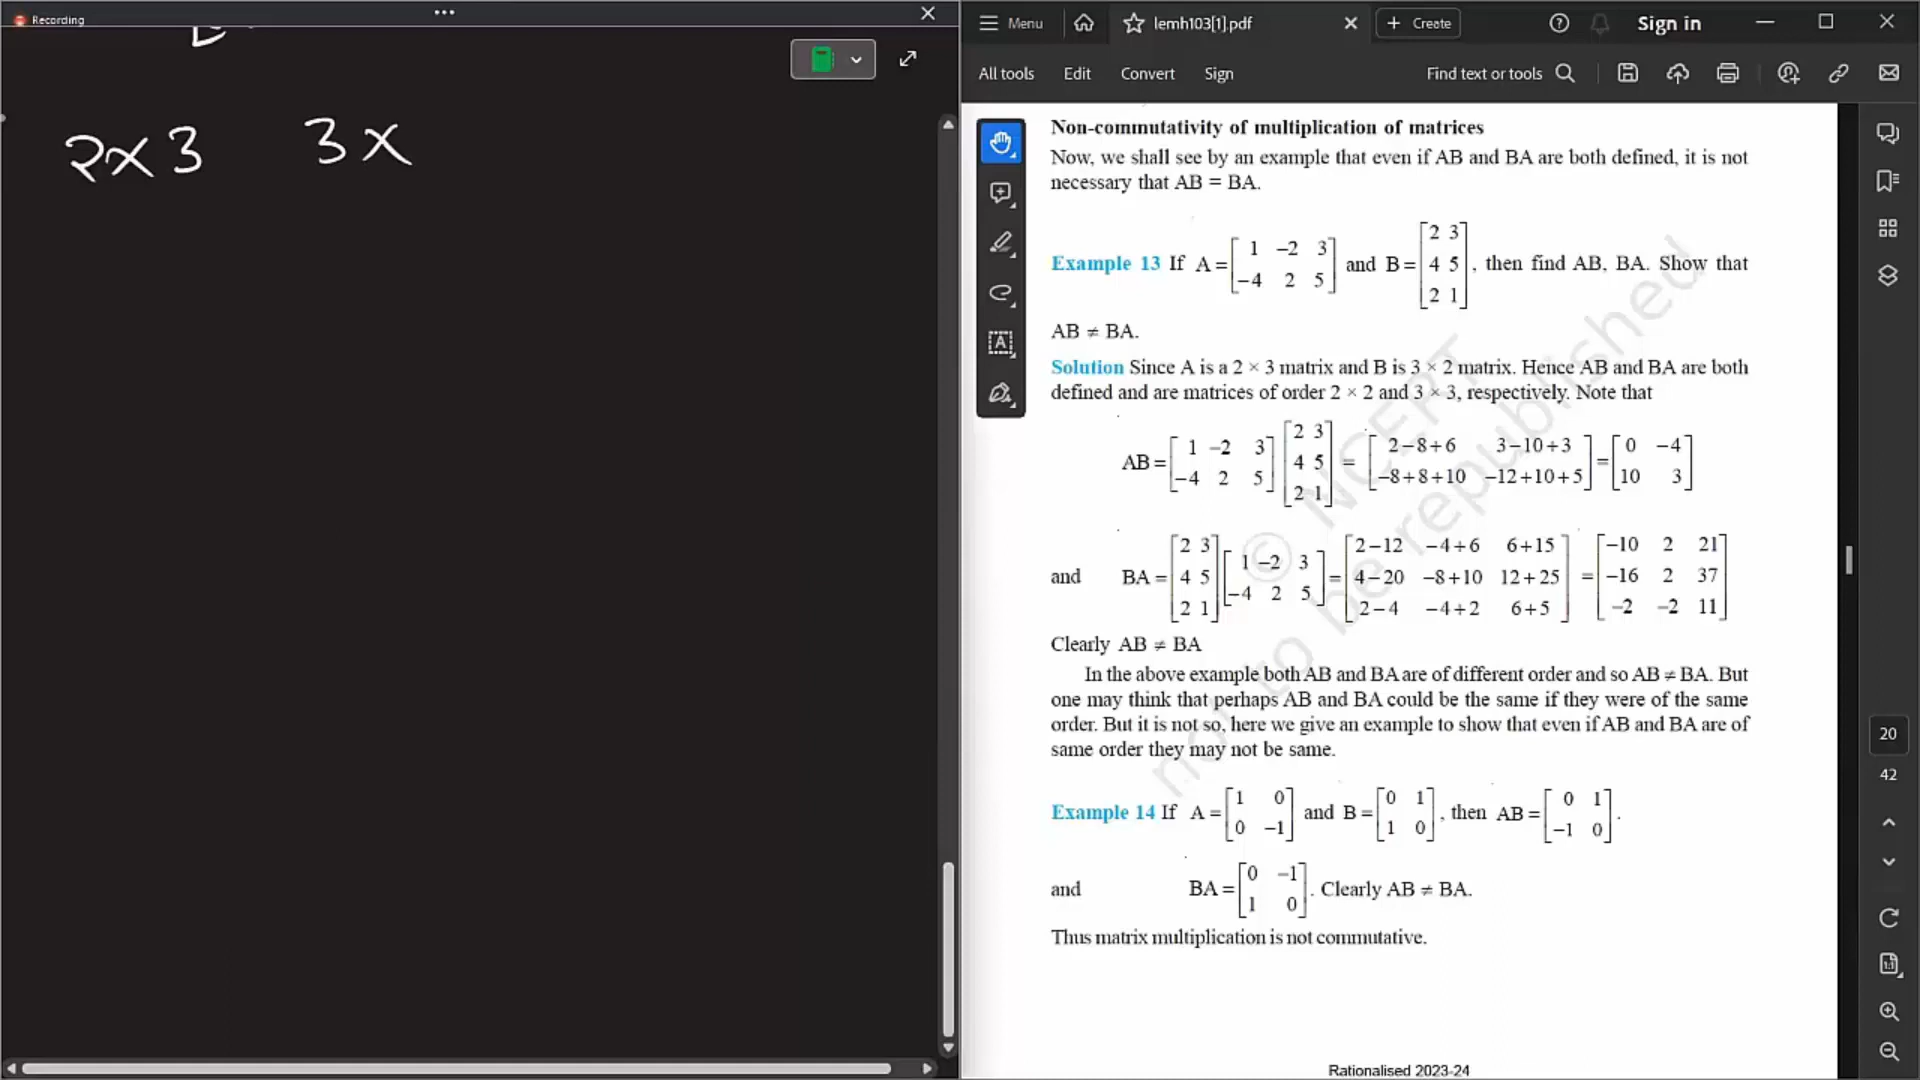 Recording
2x3 3x
Menu
lemh103[1].pdf
Create
Sign in
All tools Edit Convert Sign
Find text or tools
Non-commutativity of multiplication of matrices
Now, we shall see by an example that even if AB and BA are both defined, it is not
necessary that AB = BA.
Example 13 If A = [1 −2 3; −4 2 5] and B = [2 3; 4 5; 2 1], then find AB, BA. Show that
AB ≠ BA.
Solution Since A is a 2 × 3 matrix and B is 3 × 2 matrix. Hence AB and BA are both
defined and are matrices of order 2 × 2 and 3 × 3, respectively. Note that
AB = [1 −2 3; −4 2 5] [2 3; 4 5; 2 1] = [2−8+6 3−10+3; −8+8+10 −12+10+5] = [0 −4; 10 3]
and BA = [2 3; 4 5; 2 1] [1 −2 3; −4 2 5] = [2−12 −4+6 6+15; 4−20 −8+10 12+25; 2−4 −4+2 6+5] = [−10 2 21; −16 2 37; −2 −2 11]
Clearly AB ≠ BA
In the above example both AB and BA are of different order and so AB ≠ BA. But
one may think that perhaps AB and BA could be the same if they were of the same
order. But it is not so, here we give an example to show that even if AB and BA are of
same order they may not be same.
Example 14 If A = [1 0; 0 −1] and B = [0 1; 1 0], then AB = [0 1; −1 0].
and BA = [0 −1; 1 0]. Clearly AB ≠ BA.
Thus matrix multiplication is not commutative.
Rationalised 2023-24
© NCERT
not to be republished
20
42